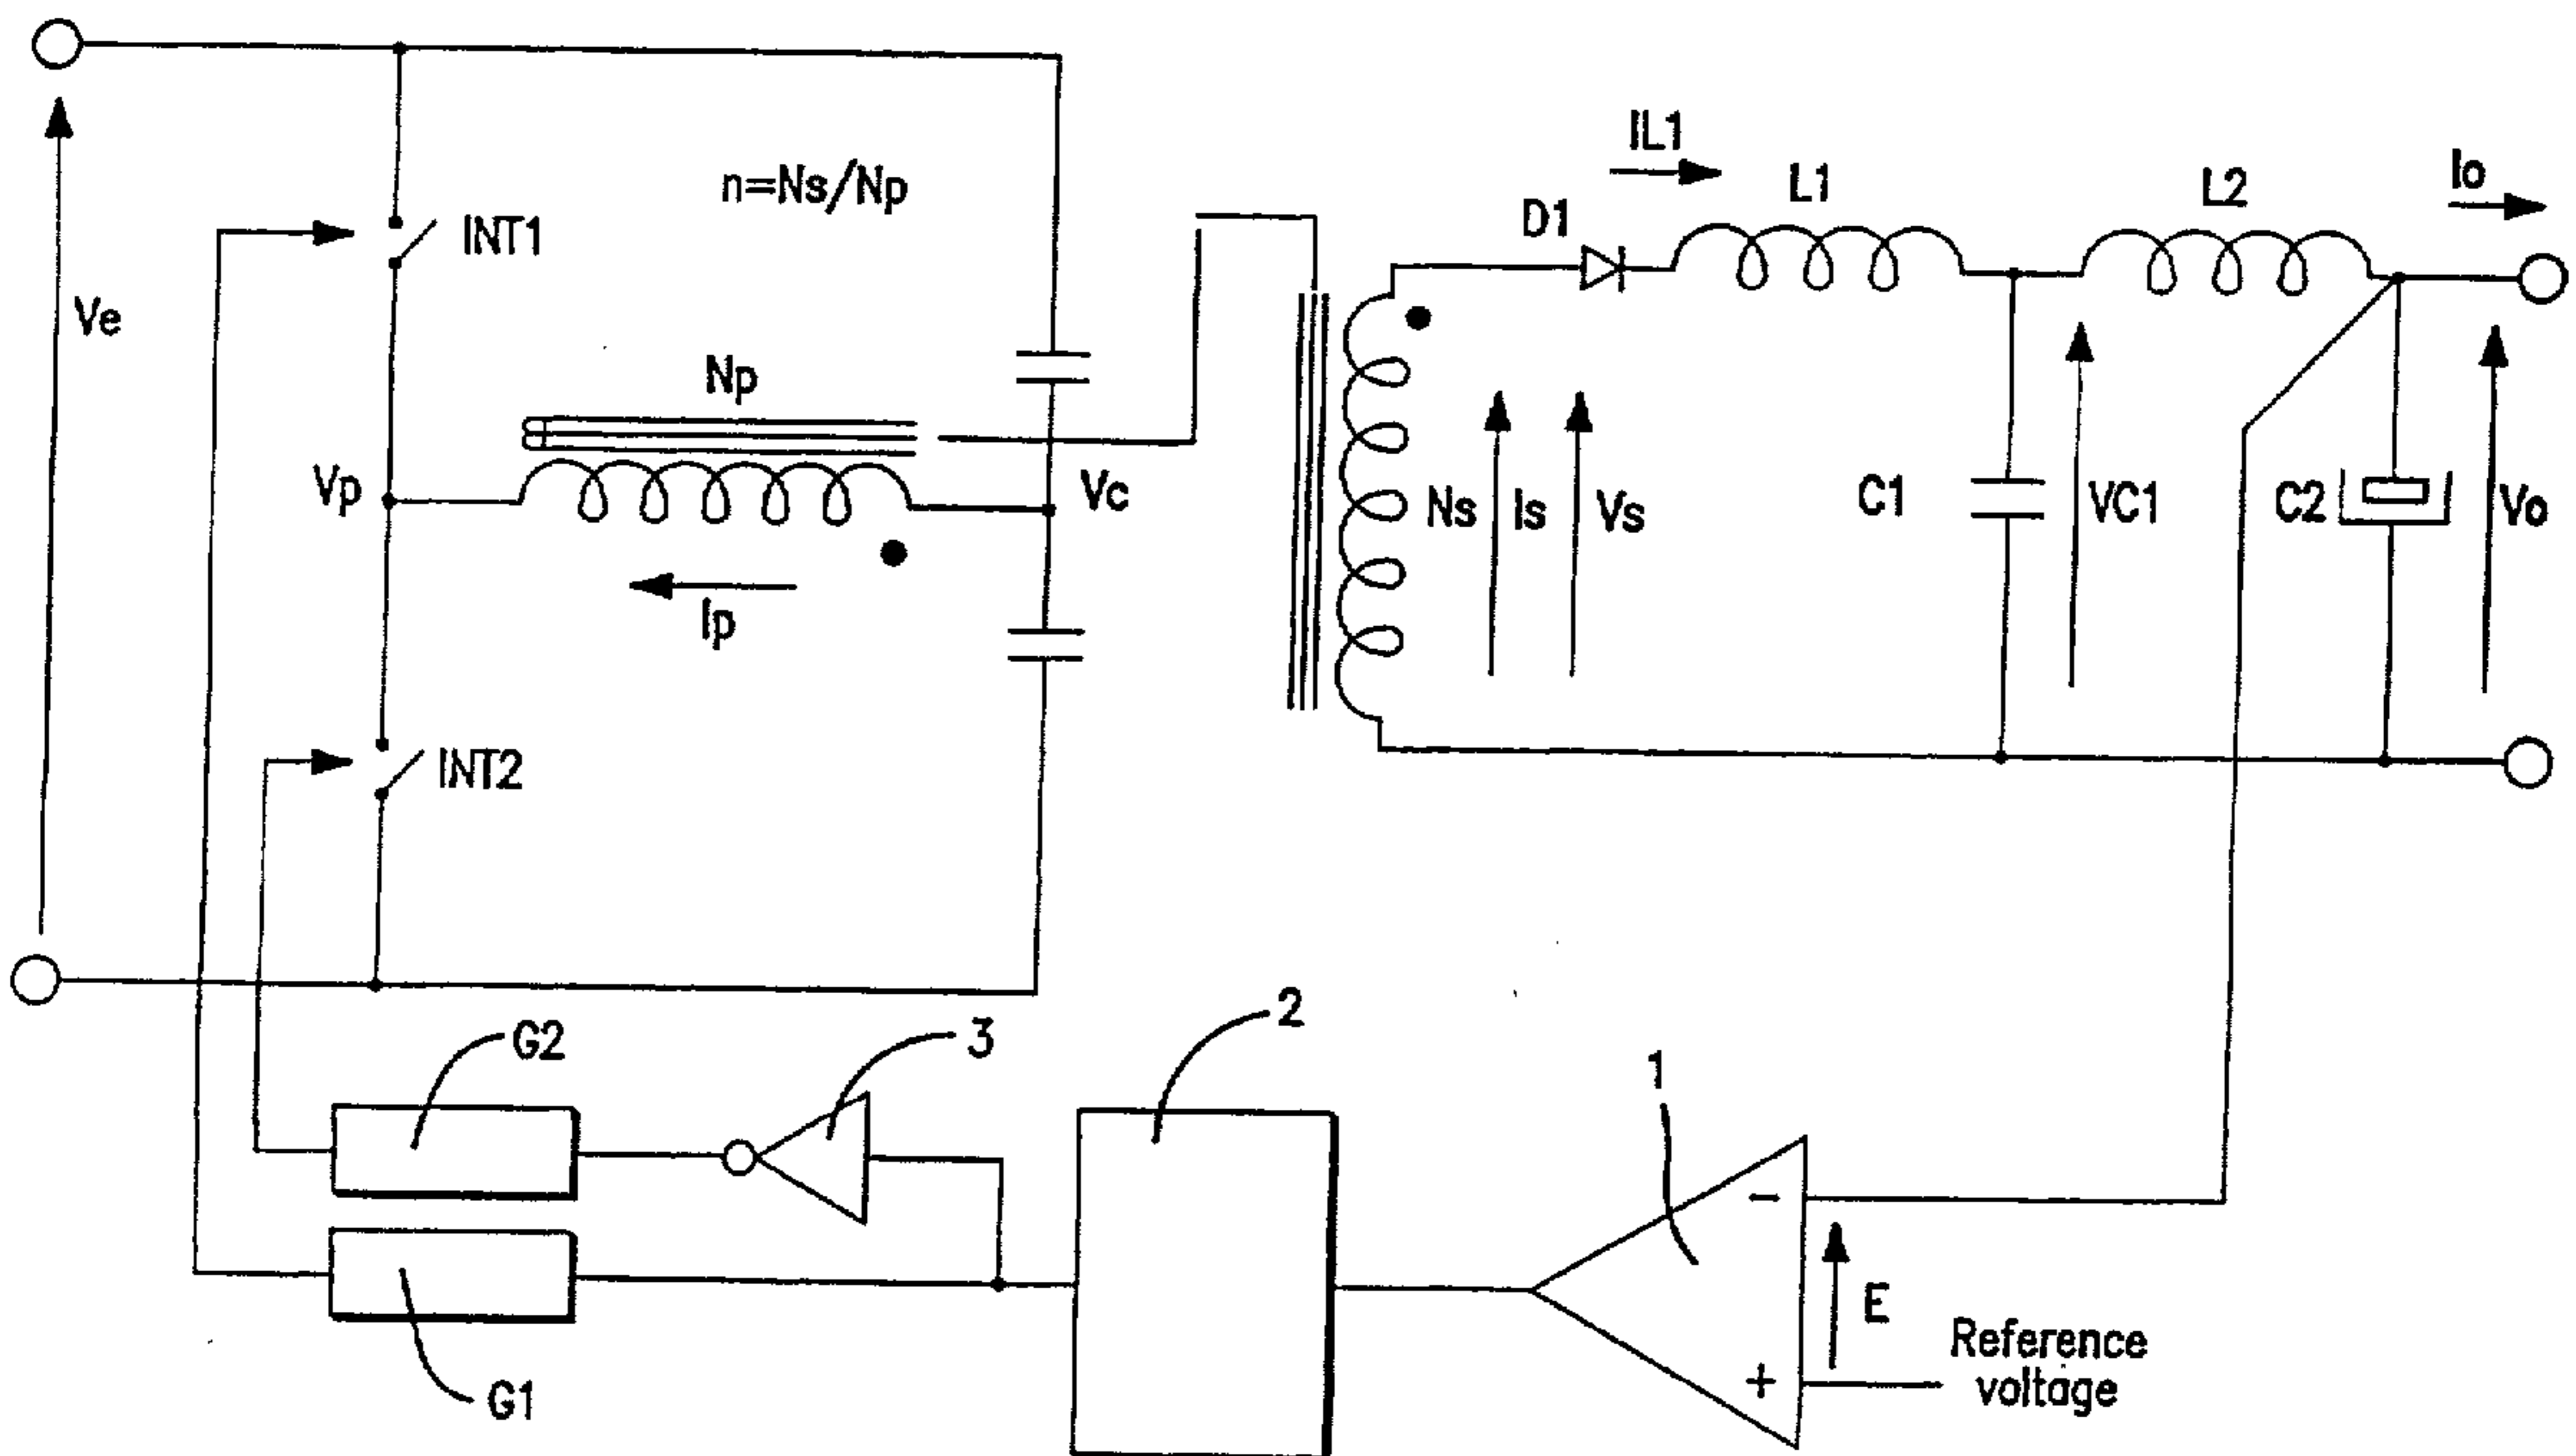 IL1
L1
L2
Io
n=Ns/Np
D1
INT1
Ve
Np
Vp
Vc
Ns
Is
Vs
C1
VC1
C2
Vo
Ip
INT2
G2
3
2
1
−
E
Reference
voltage
+
G1